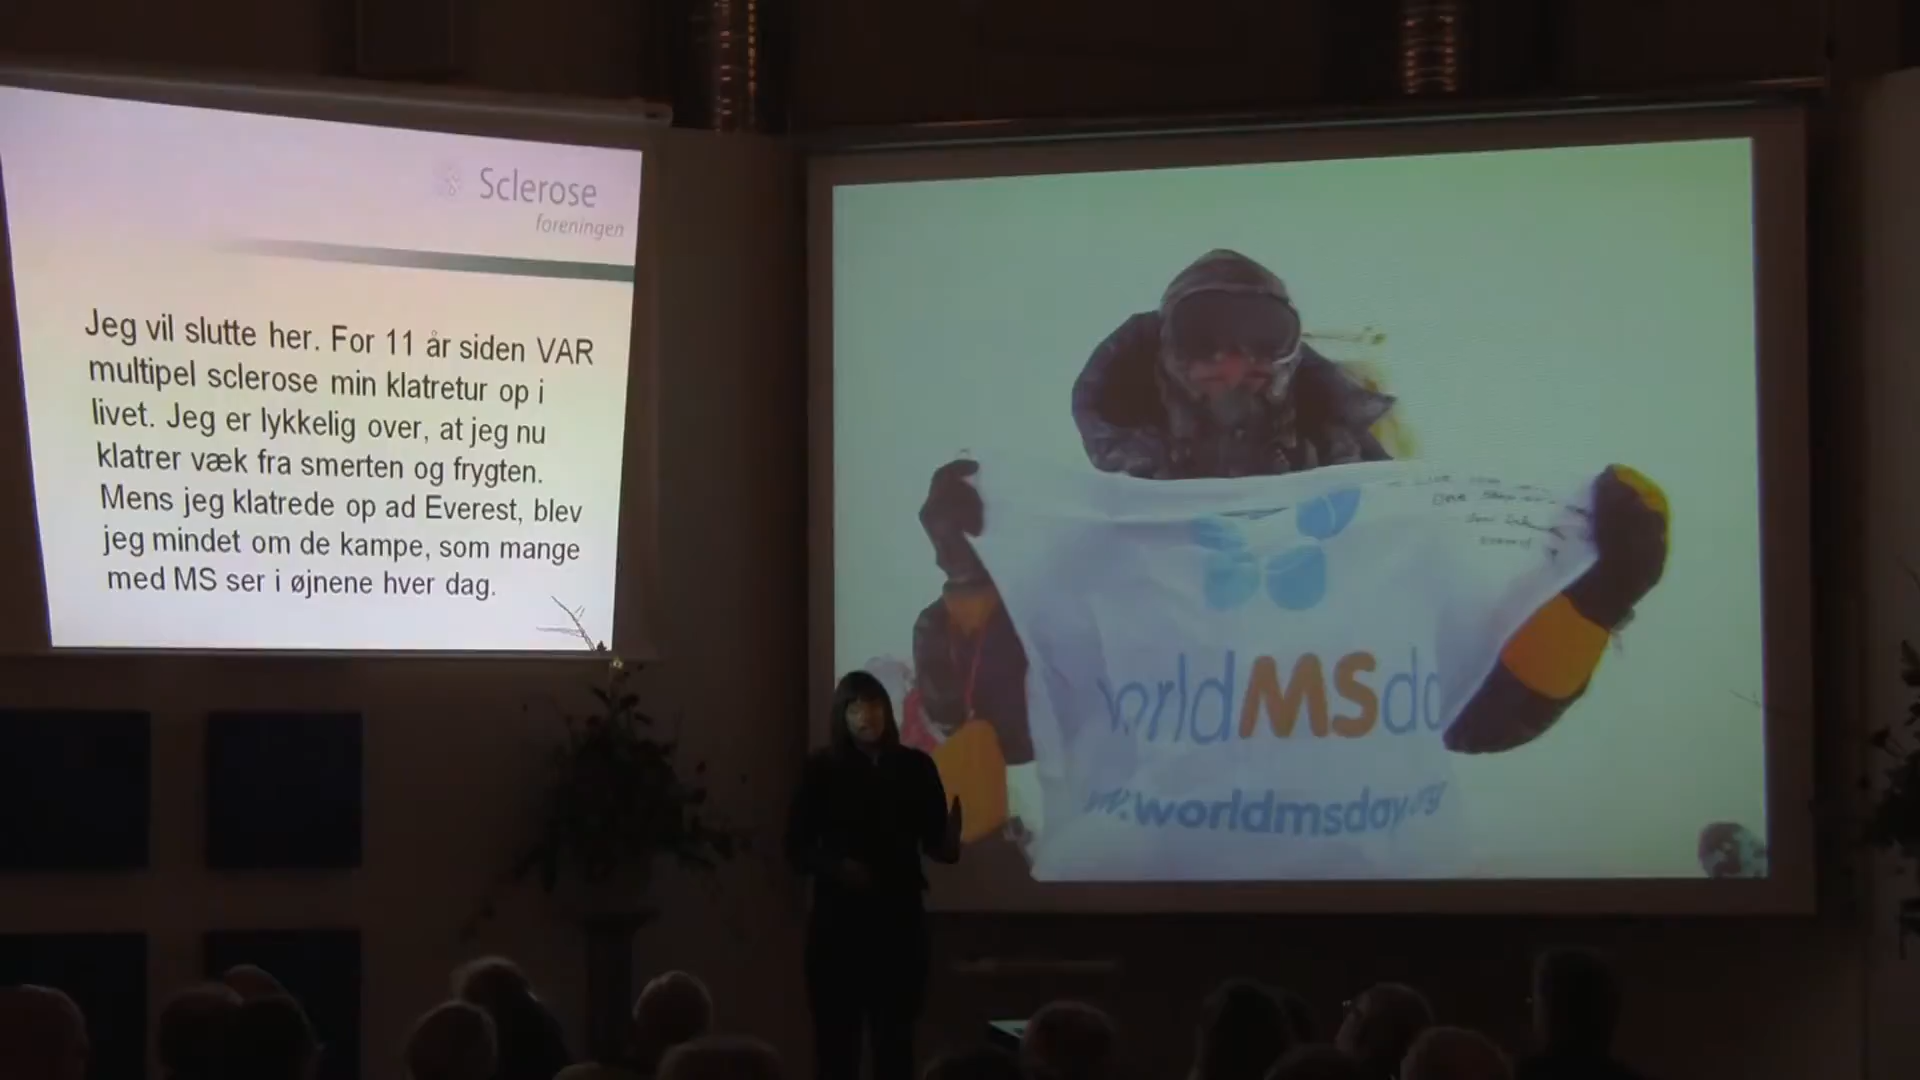 Sclerose
foreningen
Jeg vil slutte her. For 11 år siden VAR
multipel sclerose min klatretur op i
livet. Jeg er lykkelig over, at jeg nu
klatrer væk fra smerten og frygten.
Mens jeg klatrede op ad Everest, blev
jeg mindet om de kampe, som mange
med MS ser i øjnene hver dag.
orldMSda
.worldmsday.org